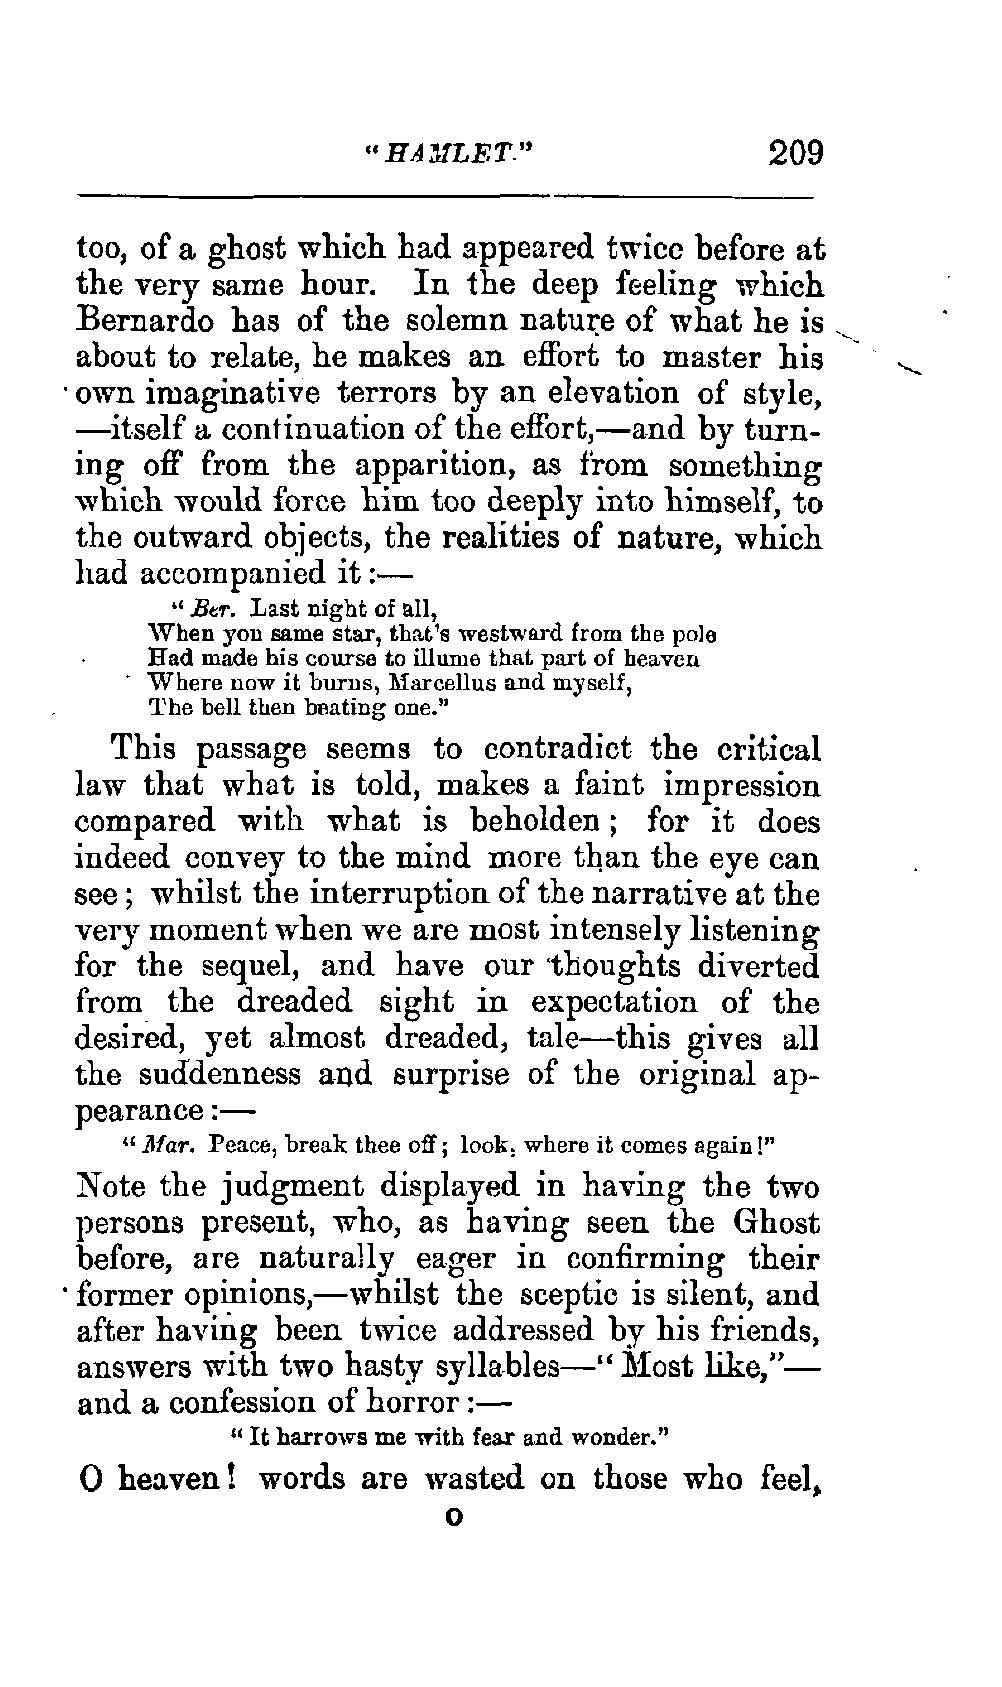 "HAMLET." 209
too, of a ghost which had appeared twice before at
the very same hour. In the deep feeling which
Bernardo has of the solemn nature of what he is
about to relate, he makes an effort to master his
own imaginative terrors by an elevation of style,
—itself a continuation of the effort,—and by turn-
ing off from the apparition, as from something
which would force him too deeply into himself, to
the outward objects, the realities of nature, which
had accompanied it :—
"Ber. Last night of all,
When you same star, that's westward from the pole
Had made his course to illume that part of heaven
Where now it burns, Marcellus and myself,
The bell then beating one."
This passage seems to contradict the critical
law that what is told, makes a faint impression
compared with what is beholden ; for it does
indeed convey to the mind more than the eye can
see ; whilst the interruption of the narrative at the
very moment when we are most intensely listening
for the sequel, and have our thoughts diverted
from the dreaded sight in expectation of the
desired, yet almost dreaded, tale—this gives all
the suddenness and surprise of the original ap-
pearance :—
"Mar. Peace, break thee off ; look, where it comes again !"
Note the judgment displayed in having the two
persons present, who, as having seen the Ghost
before, are naturally eager in confirming their
former opinions,—whilst the sceptic is silent, and
after having been twice addressed by his friends,
answers with two hasty syllables—"Most like,"—
and a confession of horror :—
"It harrows me with fear and wonder."
O heaven ! words are wasted on those who feel,
O